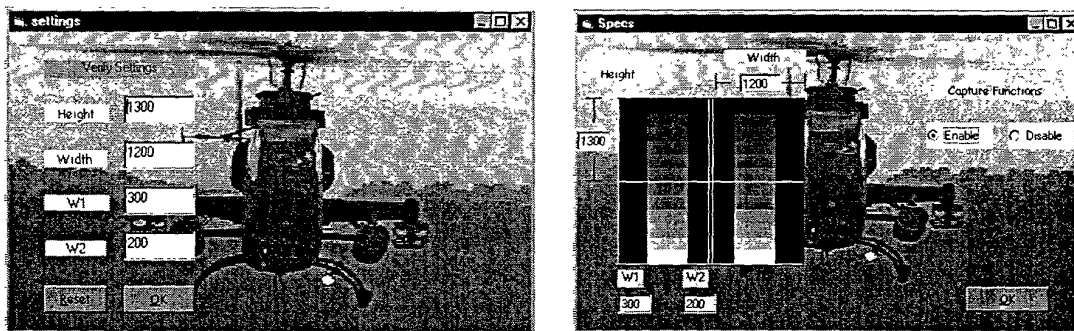 settings
Verify Settings
Height
1300
Width
1200
W1
300
W2
200
Reset
OK
Specs
Height
Width
1200
Capture Functions
Enable
Disable
1300
W1
W2
300
200
OK